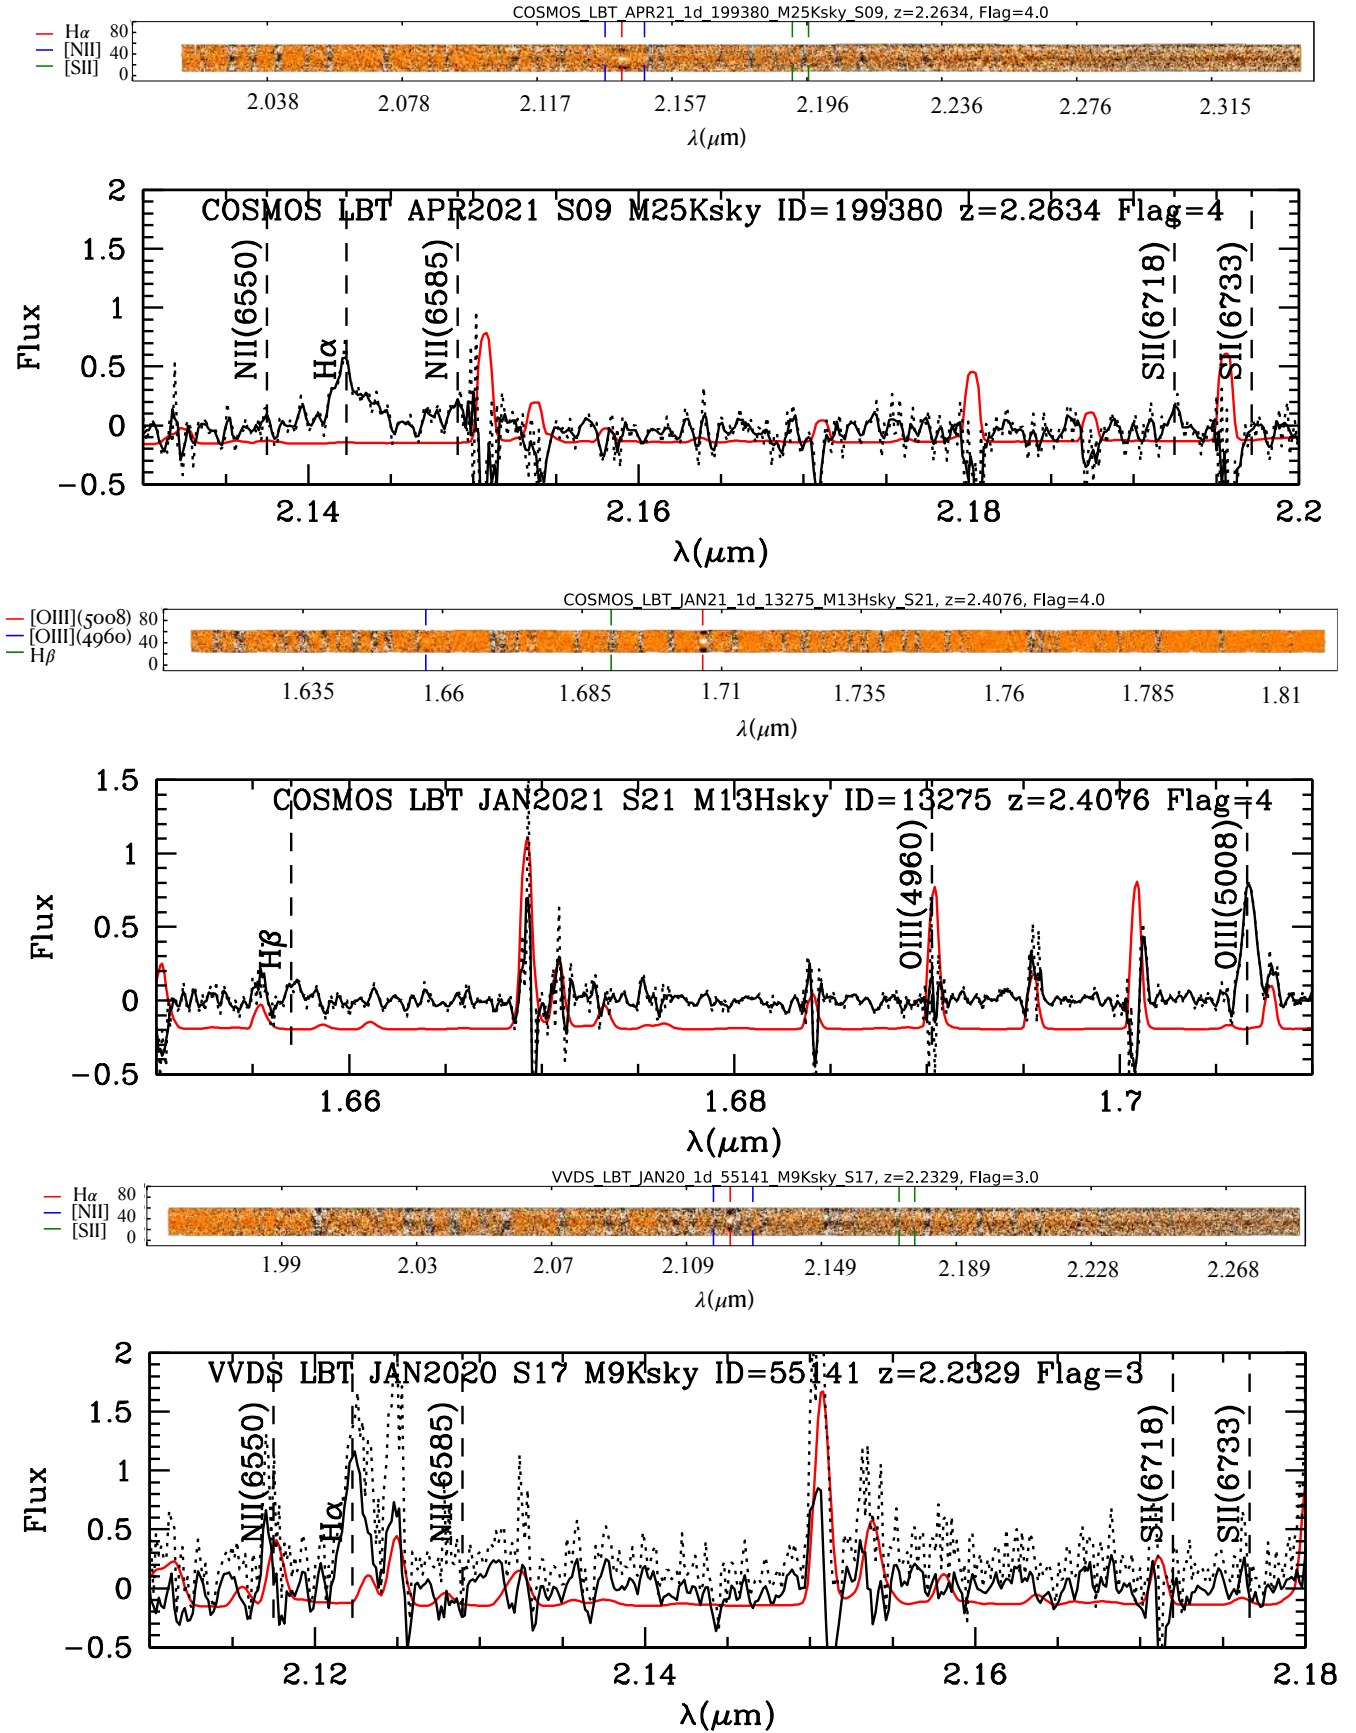 COSMOS_LBT_APR21_1d_199380_M25Ksky_S09, z=2.2634, Flag=4.0
Hα
[NII]
[SII]
80
40
0
2.038 2.078 2.117 2.157 2.196 2.236 2.276 2.315
λ(μm)
COSMOS LBT APR2021 S09 M25Ksky ID=199380 z=2.2634 Flag=4
NII(6550)
Hα
NII(6585)
SII(6718)
SII(6733)
Flux
2
1.5
1
0.5
0
−0.5
2.14 2.16 2.18 2.2
λ(μm)
COSMOS_LBT_JAN21_1d_13275_M13Hsky_S21, z=2.4076, Flag=4.0
[OIII](5008)
[OIII](4960)
Hβ
80
40
0
1.635 1.66 1.685 1.71 1.735 1.76 1.785 1.81
λ(μm)
COSMOS LBT JAN2021 S21 M13Hsky ID=13275 z=2.4076 Flag=4
Hβ
OIII(4960)
OIII(5008)
Flux
1.5
1
0.5
0
−0.5
1.66 1.68 1.7
λ(μm)
VVDS_LBT_JAN20_1d_55141_M9Ksky_S17, z=2.2329, Flag=3.0
Hα
[NII]
[SII]
80
40
0
1.99 2.03 2.07 2.109 2.149 2.189 2.228 2.268
λ(μm)
VVDS LBT JAN2020 S17 M9Ksky ID=55141 z=2.2329 Flag=3
NII(6550)
Hα
NII(6585)
SII(6718)
SII(6733)
Flux
2
1.5
1
0.5
0
−0.5
2.12 2.14 2.16 2.18
λ(μm)